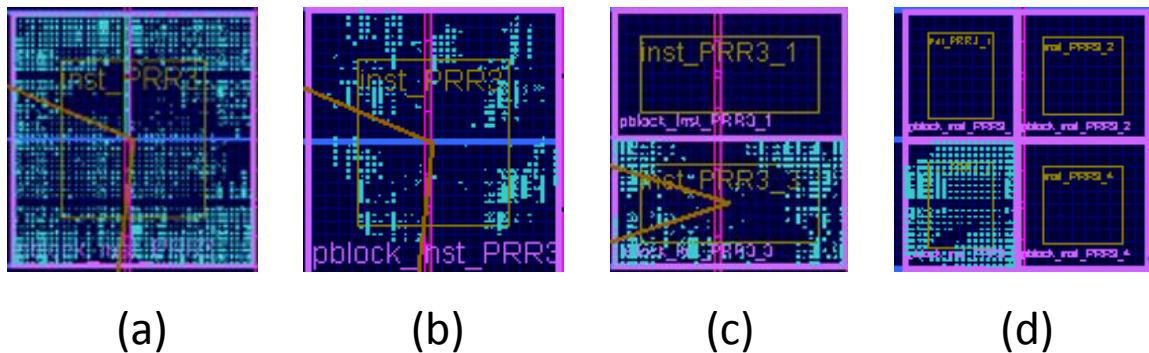 inst_PRR3
(a)
inst_PRR3
pblock_inst_PRR3
(b)
inst_PRR3_1
pblock_inst_PRR3_1
inst_PRR3_3
(c)
inst_PRR3_2
pblock_inst_PRR3_2
inst_PRR3_4
pblock_inst_PRR3_4
(d)